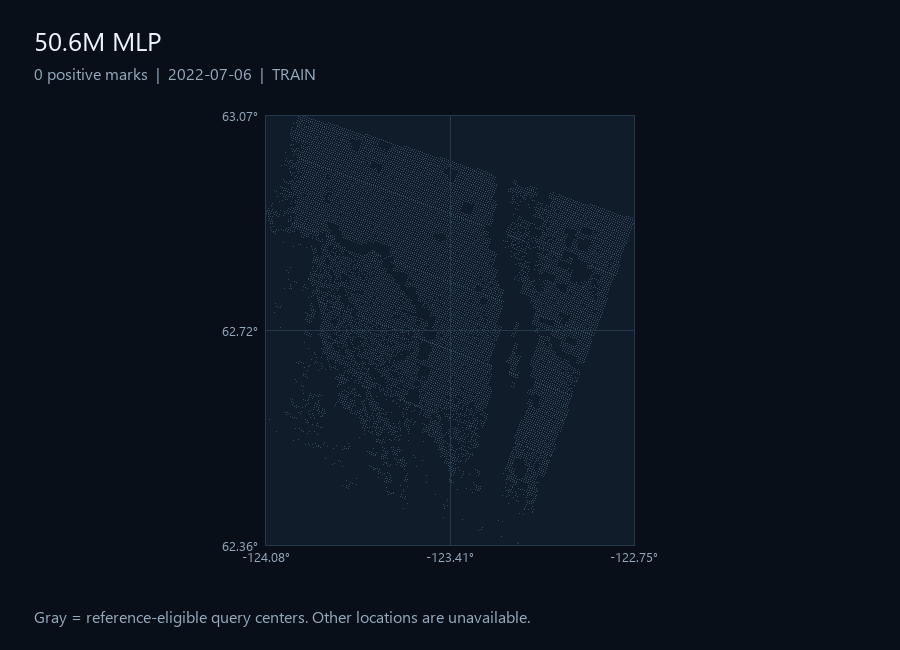 50.6M MLP
0 positive marks | 2022-07-06 | TRAIN
63.07°
62.72°
62.36°
-124.08°
-123.41°
-122.75°
Gray = reference-eligible query centers. Other locations are unavailable.